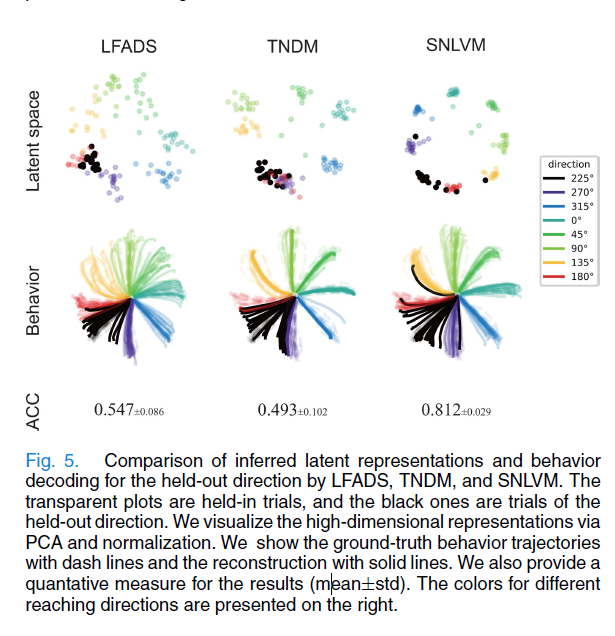 LFADS
TNDM
SNLVM
Latent space
Behavior
ACC
direction
225°
270°
315°
0°
45°
90°
135°
180°
0.547±0.086
0.493±0.102
0.812±0.029
Fig. 5. Comparison of inferred latent representations and behavior
decoding for the held-out direction by LFADS, TNDM, and SNLVM. The
transparent plots are held-in trials, and the black ones are trials of the
held-out direction. We visualize the high-dimensional representations via
PCA and normalization. We show the ground-truth behavior trajectories
with dash lines and the reconstruction with solid lines. We also provide a
quantative measure for the results (mean±std). The colors for different
reaching directions are presented on the right.